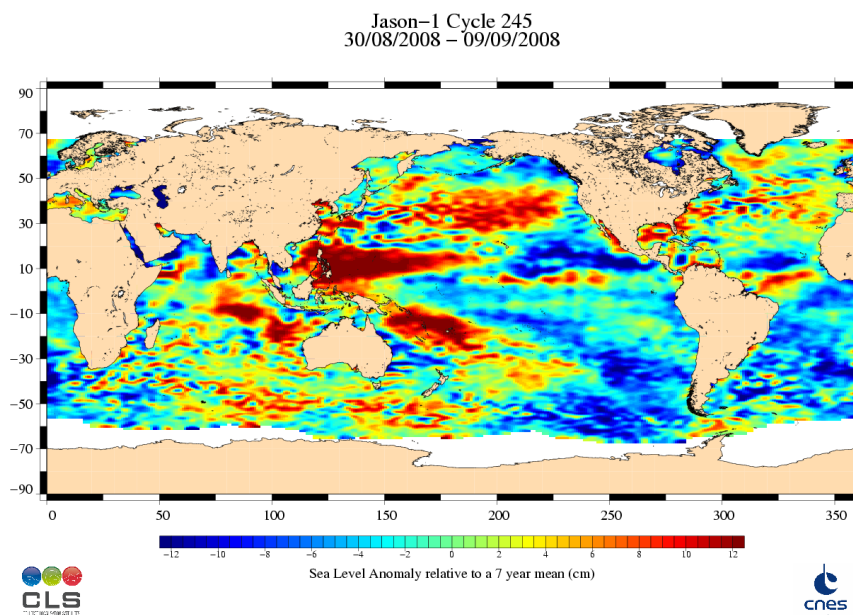 Jason-1 Cycle 245
30/08/2008 - 09/09/2008
90
70
50
30
10
-10
-30
-50
-70
-90
0 50 100 150 200 250 300 350
-12 -10 -8 -6 -4 -2 0 2 4 6 8 10 12
Sea Level Anomaly relative to a 7 year mean (cm)
CLS
cnes